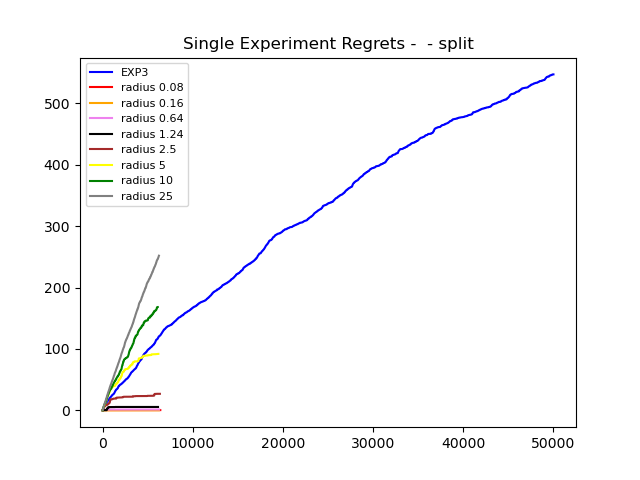 Single Experiment Regrets -  - split
EXP3
radius 0.08
radius 0.16
radius 0.64
radius 1.24
radius 2.5
radius 5
radius 10
radius 25
500
400
300
200
100
0
0 10000 20000 30000 40000 50000